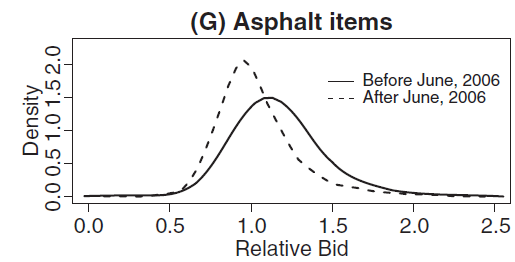 (G) Asphalt items
Density
0.0 0.5 1.0 1.5 2.0
Before June, 2006
After June, 2006
0.0 0.5 1.0 1.5 2.0 2.5
Relative Bid